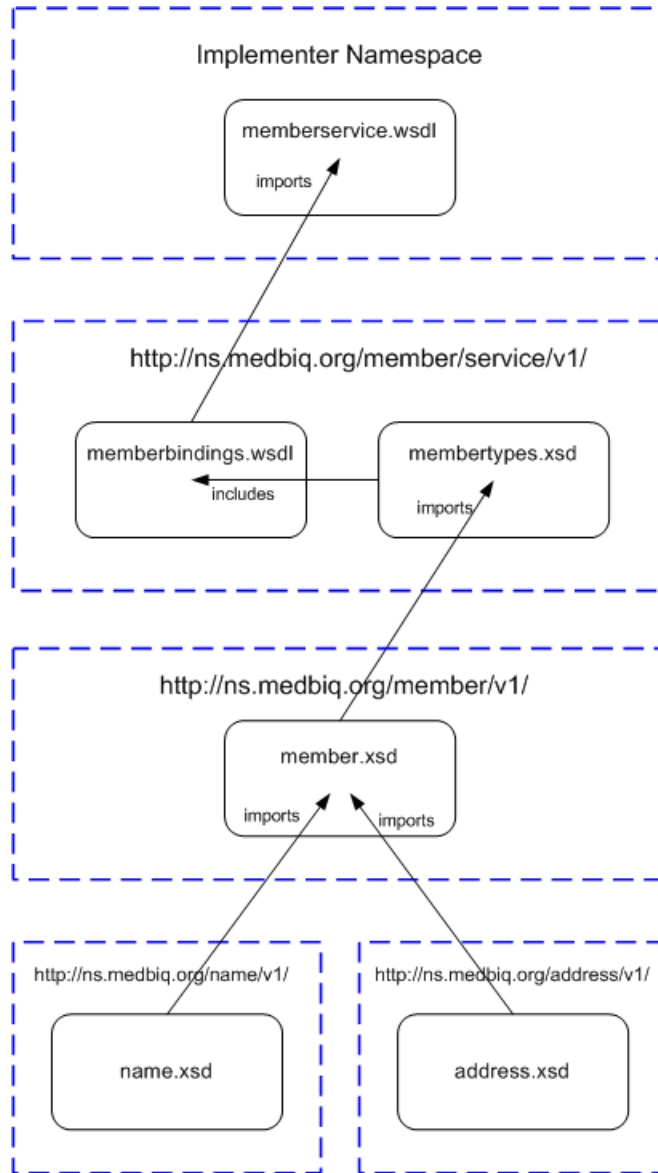 Implementer Namespace
memberservice.wsdl
imports
http://ns.medbiq.org/member/service/v1/
memberbindings.wsdl
membertypes.xsd
includes
imports
http://ns.medbiq.org/member/v1/
member.xsd
imports
imports
http://ns.medbiq.org/name/v1/
http://ns.medbiq.org/address/v1/
name.xsd
address.xsd